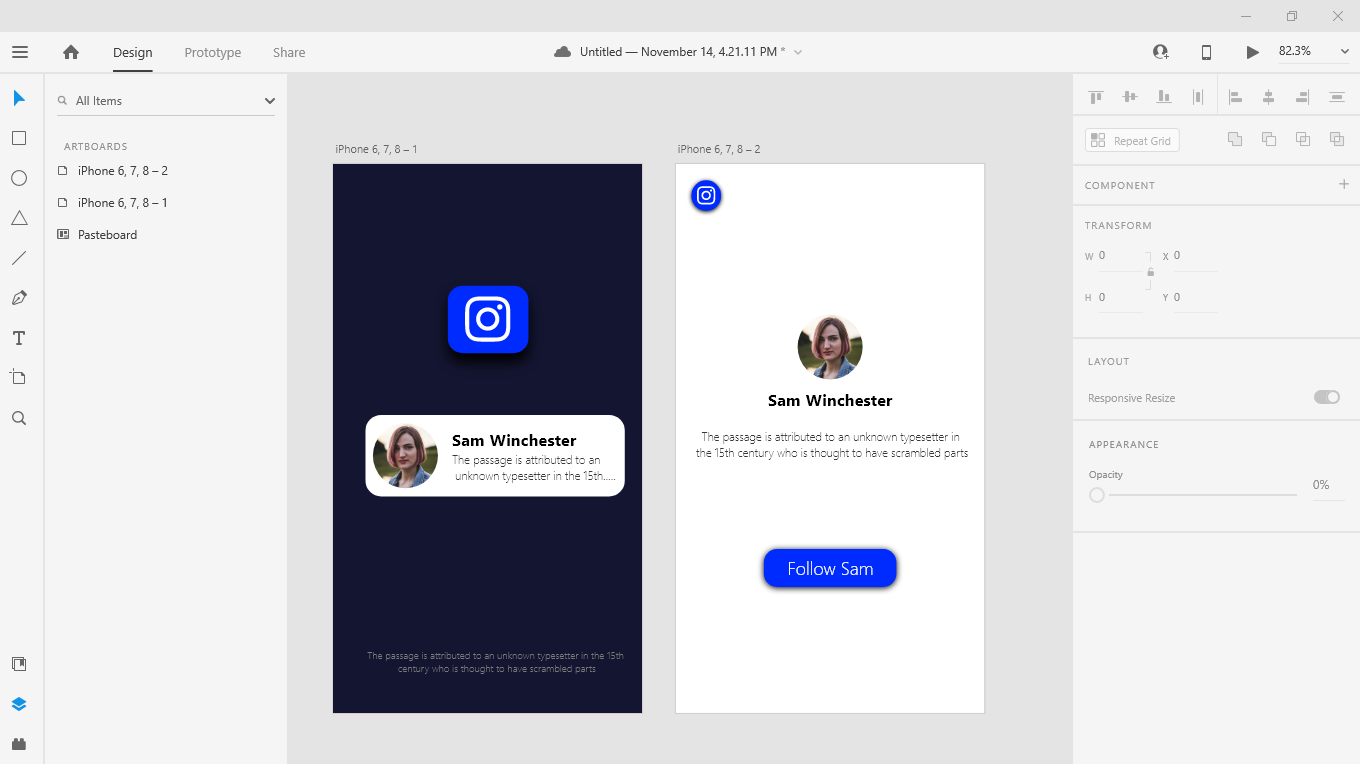 Design Prototype Share
Untitled — November 14, 4.21.11 PM *
82.3%
All Items
ARTBOARDS
iPhone 6, 7, 8 – 2
iPhone 6, 7, 8 – 1
Pasteboard
iPhone 6, 7, 8 – 1
Sam Winchester
The passage is attributed to an
unknown typesetter in the 15th.....
The passage is attributed to an unknown typesetter in the 15th
century who is thought to have scrambled parts
iPhone 6, 7, 8 – 2
Sam Winchester
The passage is attributed to an unknown typesetter in
the 15th century who is thought to have scrambled parts
Follow Sam
Repeat Grid
COMPONENT
TRANSFORM
W 0 X 0
H 0 Y 0
LAYOUT
Responsive Resize
APPEARANCE
Opacity
0%